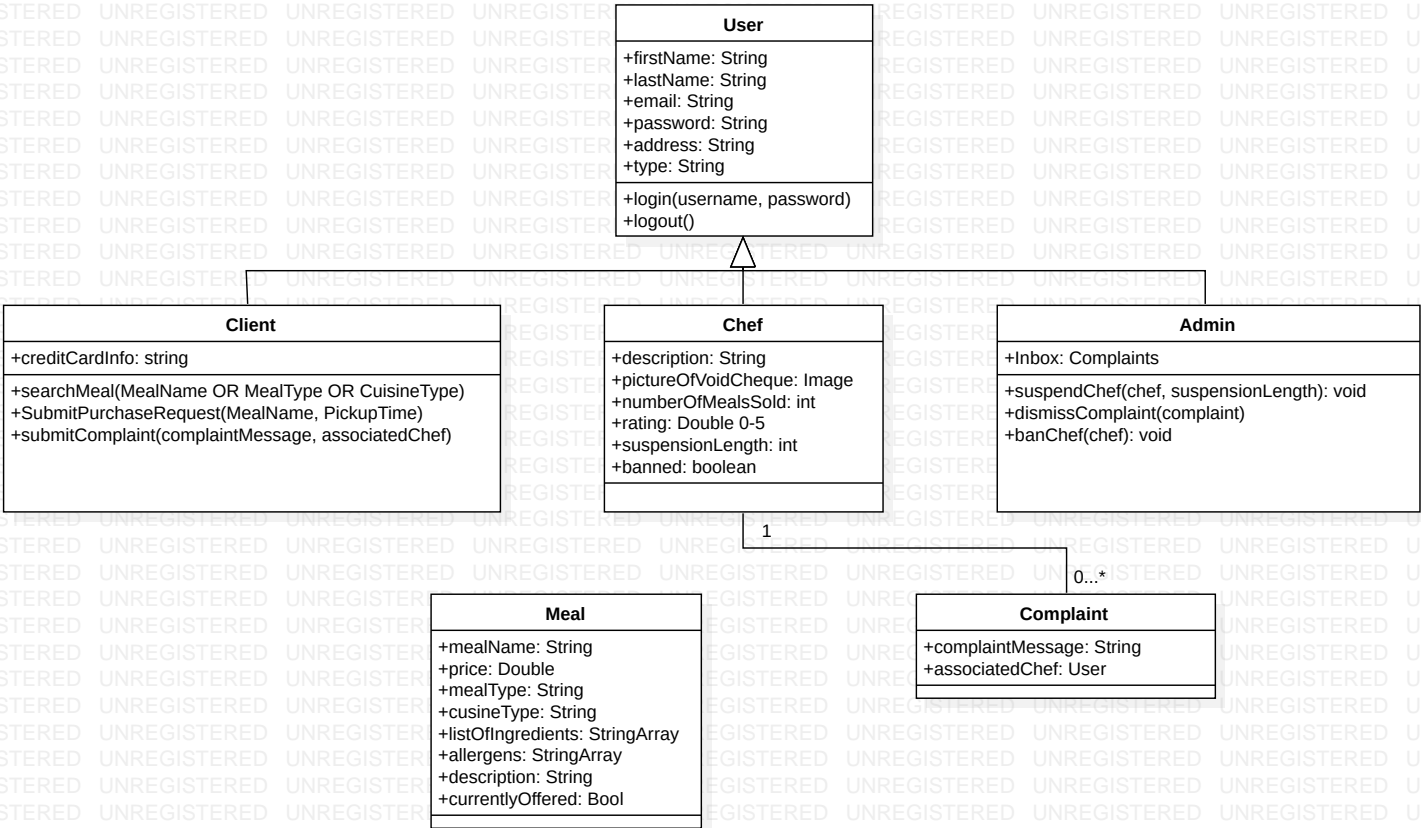 User
+firstName: String
+lastName: String
+email: String
+password: String
+address: String
+type: String
+login(username, password)
+logout()
Client
+creditCardInfo: string
+searchMeal(MealName OR MealType OR CuisineType)
+SubmitPurchaseRequest(MealName, PickupTime)
+submitComplaint(complaintMessage, associatedChef)
Chef
+description: String
+pictureOfVoidCheque: Image
+numberOfMealsSold: int
+rating: Double 0-5
+suspensionLength: int
+banned: boolean
Admin
+Inbox: Complaints
+suspendChef(chef, suspensionLength): void
+dismissComplaint(complaint)
+banChef(chef): void
1
0...*
Meal
+mealName: String
+price: Double
+mealType: String
+cusineType: String
+listOfIngredients: StringArray
+allergens: StringArray
+description: String
+currentlyOffered: Bool
Complaint
+complaintMessage: String
+associatedChef: User
UNREGISTERED